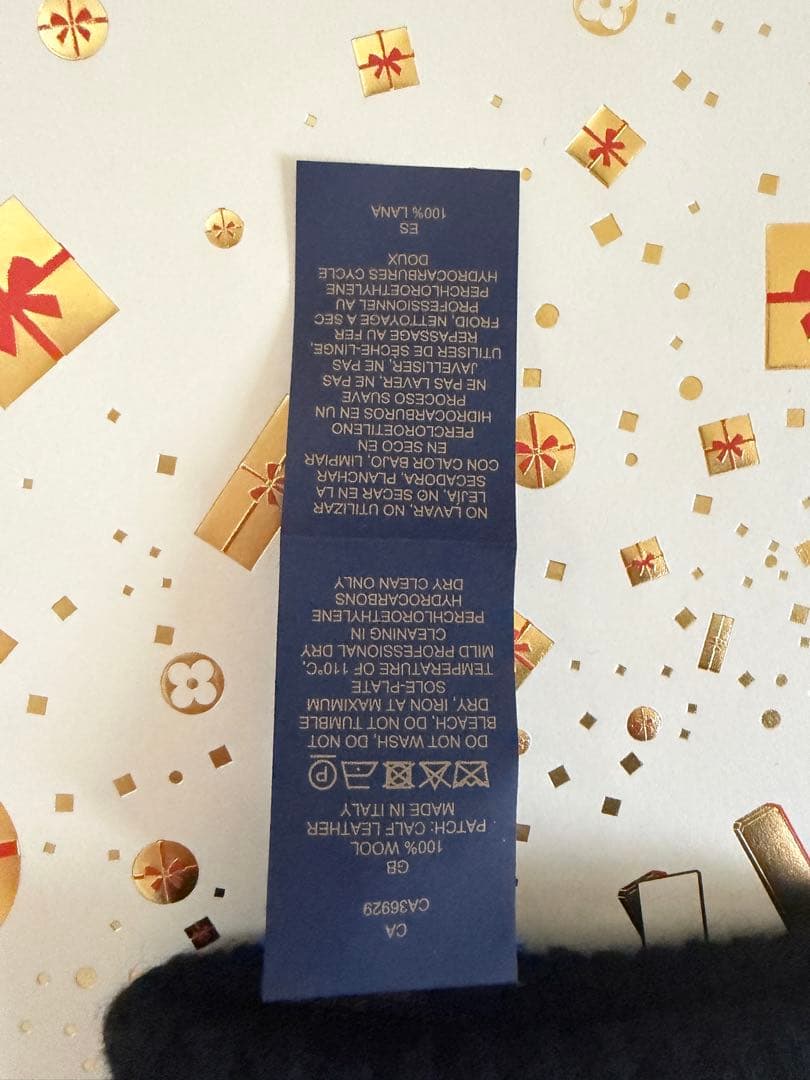 CA
CA36929
GB
100% WOOL
PATCH: CALF LEATHER
MADE IN ITALY
P
DO NOT WASH, DO NOT
BLEACH, DO NOT TUMBLE
DRY, IRON AT MAXIMUM
SOLE-PLATE
TEMPERATURE OF 110°C,
MILD PROFESSIONAL DRY
CLEANING IN
PERCHLOROETHYLENE
HYDROCARBONS
DRY CLEAN ONLY
NO LAVAR, NO UTILIZAR
LEJÍA, NO SECAR EN LA
SECADORA, PLANCHAR
CON CALOR BAJO, LIMPIAR
EN SECO EN
PERCLOROETILENO
HIDROCARBUROS EN UN
PROCESO SUAVE
NE PAS LAVER, NE PAS
JAVELLISER, NE PAS
UTILISER DE SÈCHE-LINGE,
REPASSAGE AU FER
FROID, NETTOYAGE A SEC
PROFESSIONNEL AU
PERCHLOROETHYLENE
HYDROCARBURES CYCLE
DOUX
ES
100% LANA